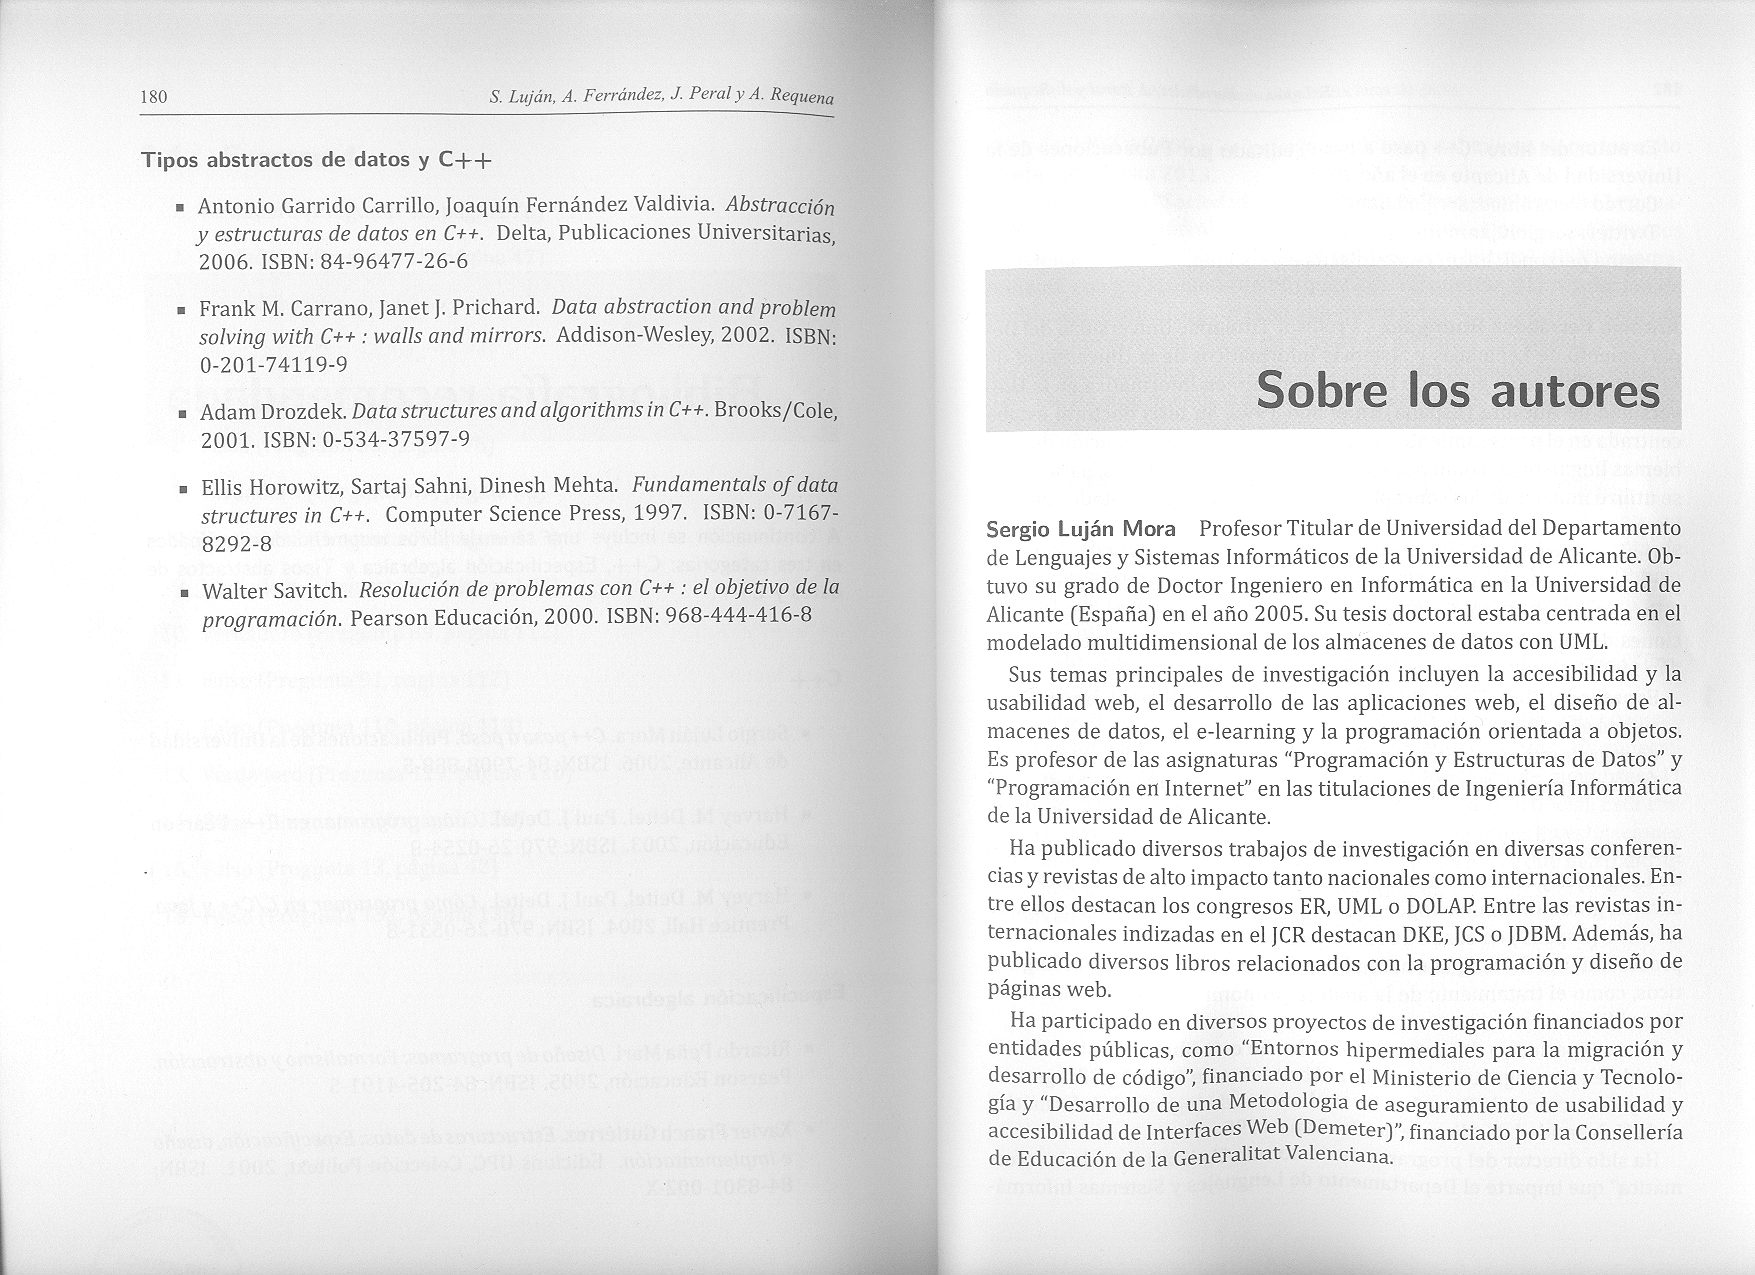 180
S. Luján, A. Ferrández, J. Peral y A. Requena
Tipos abstractos de datos y C++
▪ Antonio Garrido Carrillo, Joaquín Fernández Valdivia. Abstracción
y estructuras de datos en C++. Delta, Publicaciones Universitarias,
2006. ISBN: 84-96477-26-6
▪ Frank M. Carrano, Janet J. Prichard. Data abstraction and problem
solving with C++ : walls and mirrors. Addison-Wesley, 2002. ISBN:
0-201-74119-9
▪ Adam Drozdek. Data structures and algorithms in C++. Brooks/Cole,
2001. ISBN: 0-534-37597-9
▪ Ellis Horowitz, Sartaj Sahni, Dinesh Mehta. Fundamentals of data
structures in C++. Computer Science Press, 1997. ISBN: 0-7167-
8292-8
▪ Walter Savitch. Resolución de problemas con C++ : el objetivo de la
programación. Pearson Educación, 2000. ISBN: 968-444-416-8
Sobre los autores
Sergio Luján Mora Profesor Titular de Universidad del Departamento
de Lenguajes y Sistemas Informáticos de la Universidad de Alicante. Ob-
tuvo su grado de Doctor Ingeniero en Informática en la Universidad de
Alicante (España) en el año 2005. Su tesis doctoral estaba centrada en el
modelado multidimensional de los almacenes de datos con UML.
Sus temas principales de investigación incluyen la accesibilidad y la
usabilidad web, el desarrollo de las aplicaciones web, el diseño de al-
macenes de datos, el e-learning y la programación orientada a objetos.
Es profesor de las asignaturas “Programación y Estructuras de Datos” y
“Programación en Internet” en las titulaciones de Ingeniería Informática
de la Universidad de Alicante.
Ha publicado diversos trabajos de investigación en diversas conferen-
cias y revistas de alto impacto tanto nacionales como internacionales. En-
tre ellos destacan los congresos ER, UML o DOLAP. Entre las revistas in-
ternacionales indizadas en el JCR destacan DKE, JCS o JDBM. Además, ha
publicado diversos libros relacionados con la programación y diseño de
páginas web.
Ha participado en diversos proyectos de investigación financiados por
entidades públicas, como “Entornos hipermediales para la migración y
desarrollo de código”, financiado por el Ministerio de Ciencia y Tecnolo-
gía y “Desarrollo de una Metodologia de aseguramiento de usabilidad y
accesibilidad de Interfaces Web (Demeter)”, financiado por la Consellería
de Educación de la Generalitat Valenciana.